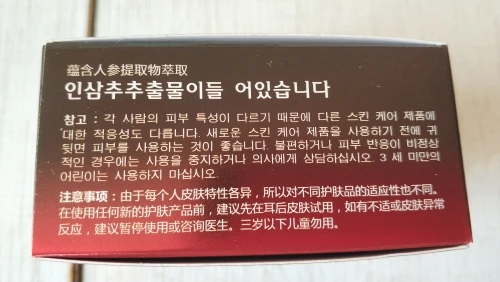 蕴含人参提取物萃取
인삼추추출물이들 어있습니다
참고 : 각 사람의 피부 특성이 다르기 때문에 다른 스킨 케어 제품에
대한 적응성도 다릅니다. 새로운 스킨 케어 제품을 사용하기 전에 귀
뒷면 피부를 사용하는 것이 좋습니다. 불편하거나 피부 반응이 비정상
적인 경우에는 사용을 중지하거나 의사에게 상담하십시오. 3 세 미만의
어린이는 사용하지 마십시오.
注意事项：由于每个人皮肤特性各异，所以对不同护肤品的适应性也不同。
在使用任何新的护肤产品前，建议先在耳后皮肤试用，如有不适或皮肤异常
反应，建议暂停使用或咨询医生。三岁以下儿童勿用。